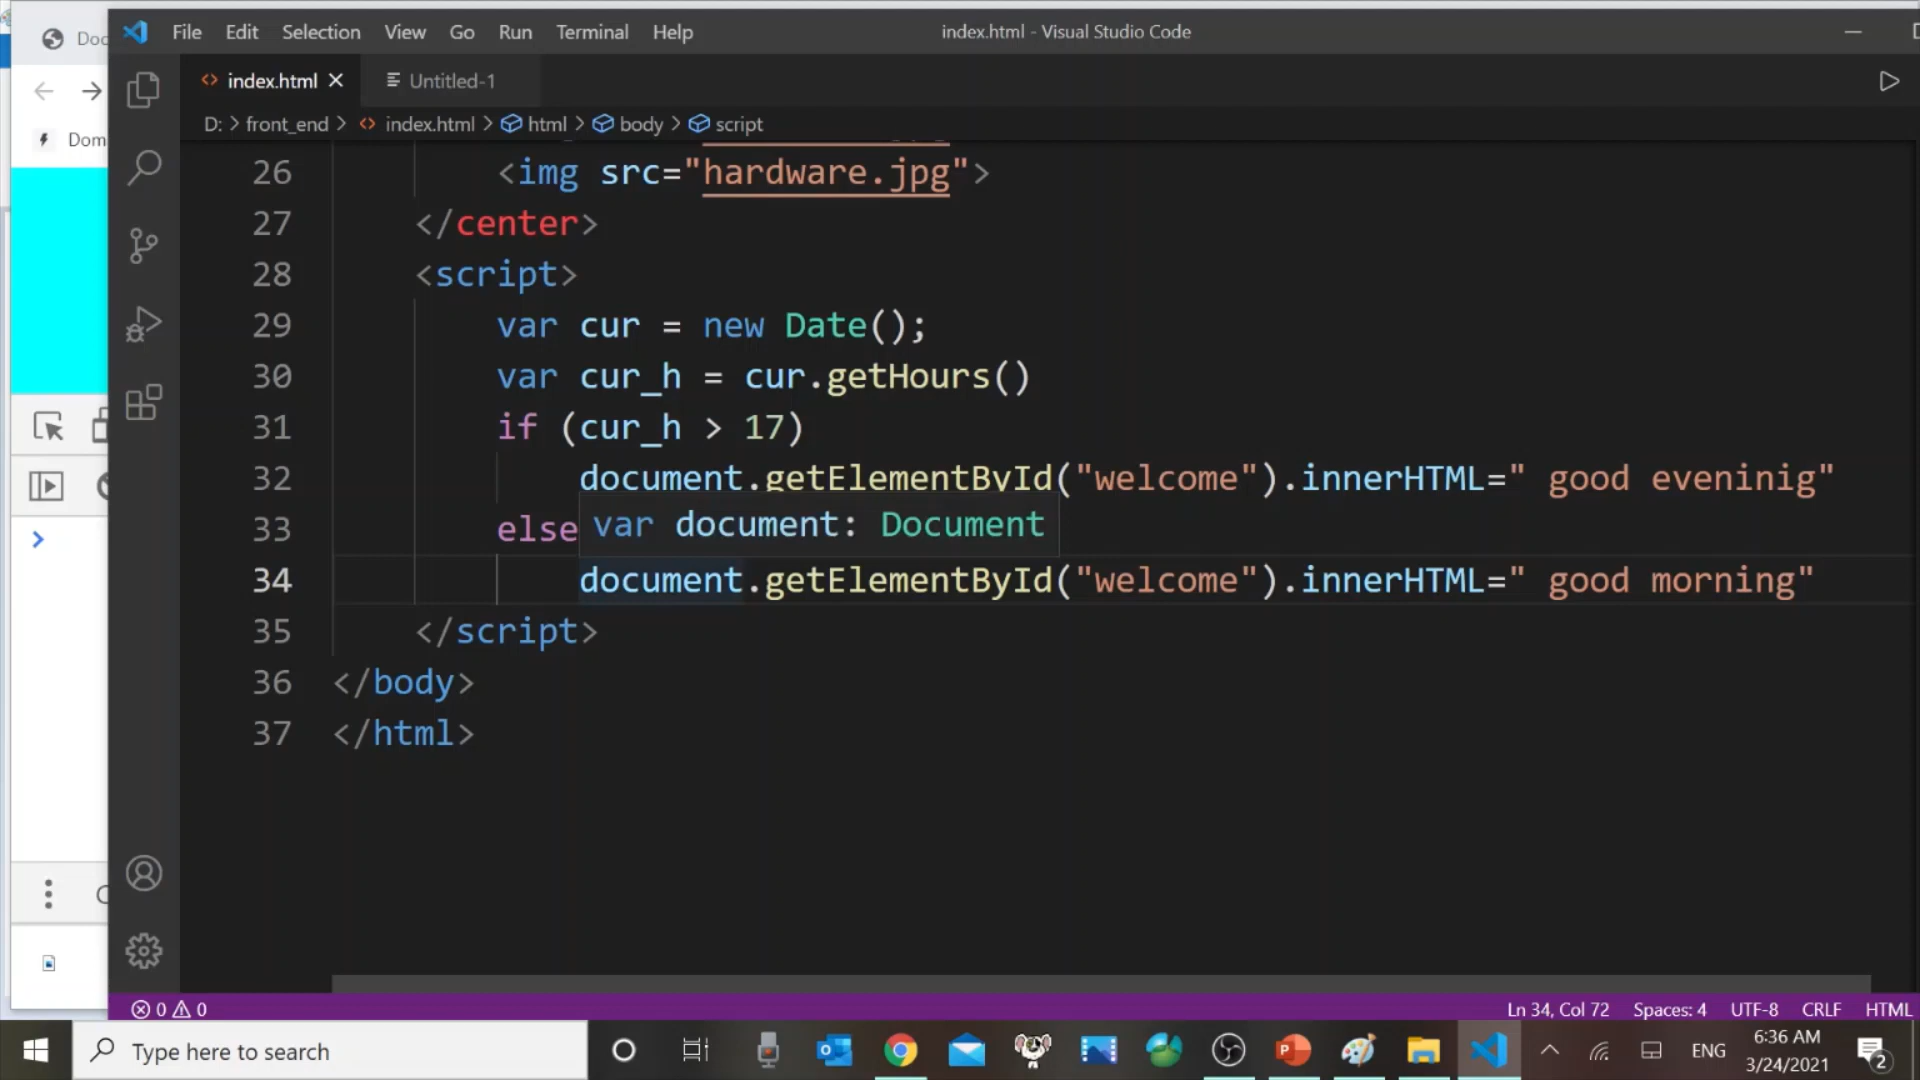 Doc
File Edit Selection View Go Run Terminal Help
index.html - Visual Studio Code
index.html
Untitled-1
D: > front_end > index.html > html > body > script
Dom
26 <img src="hardware.jpg">
27 </center>
28 <script>
29 var cur = new Date();
30 var cur_h = cur.getHours()
31 if (cur_h > 17)
32 document.getElementById("welcome").innerHTML=" good eveninig"
33 else
var document: Document
34 document.getElementById("welcome").innerHTML=" good morning"
35 </script>
36 </body>
37 </html>
0 0
Ln 34, Col 72 Spaces: 4 UTF-8 CRLF HTML
Type here to search
ENG
6:36 AM
3/24/2021
2